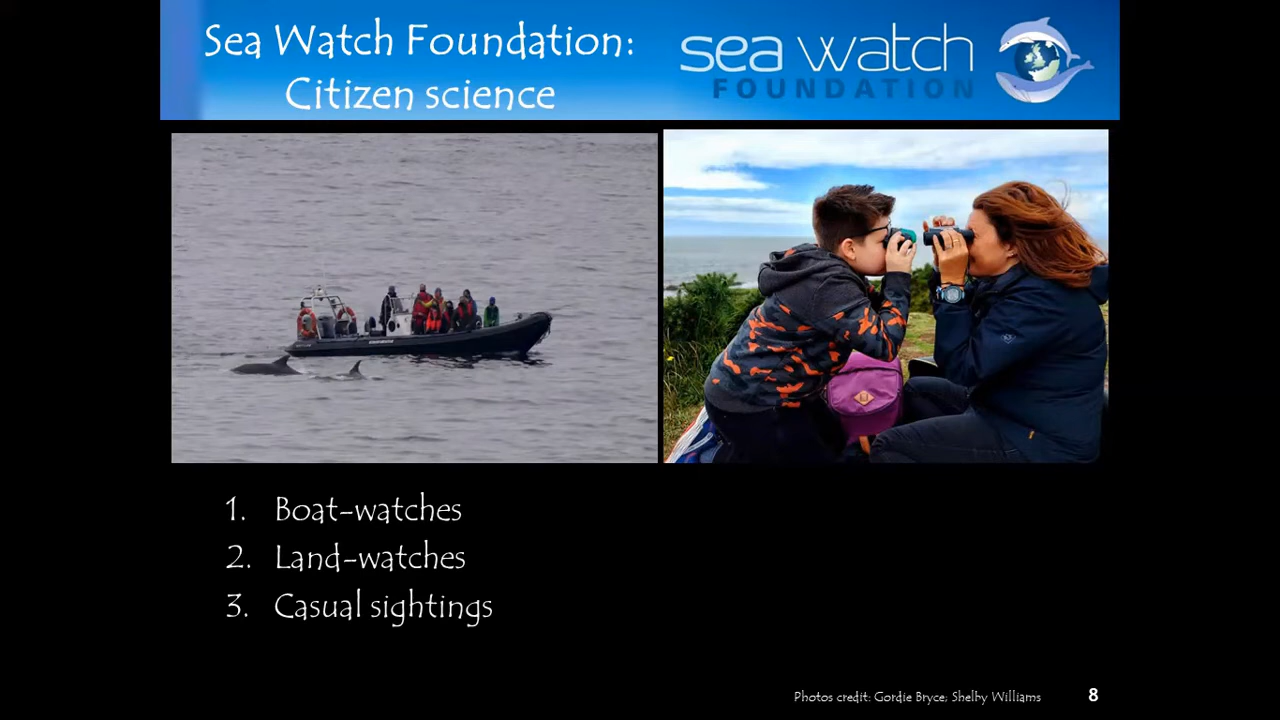 Sea Watch Foundation:
Citizen science
sea watch
FOUNDATION
1. Boat-watches
2. Land-watches
3. Casual sightings
Photos credit: Gordie Bryce; Shelby Williams
8